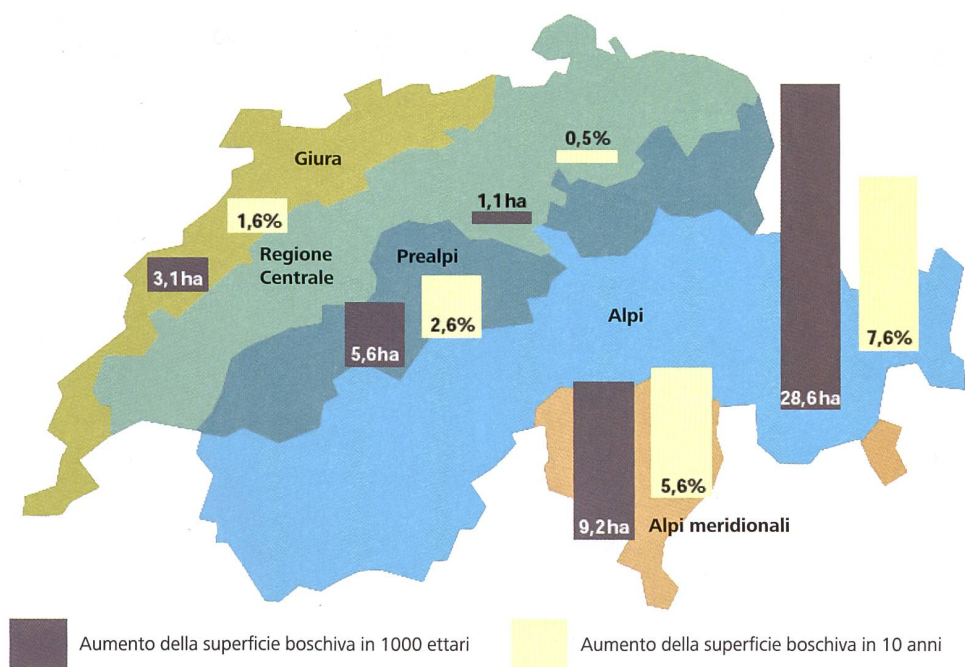 0,5%
Giura
1,1 ha
1,6%
Regione
Centrale
Prealpi
3,1 ha
Alpi
2,6%
7,6%
5,6 ha
28,6 ha
5,6%
9,2 ha
Alpi meridionali
Aumento della superficie boschiva in 1000 ettari
Aumento della superficie boschiva in 10 anni